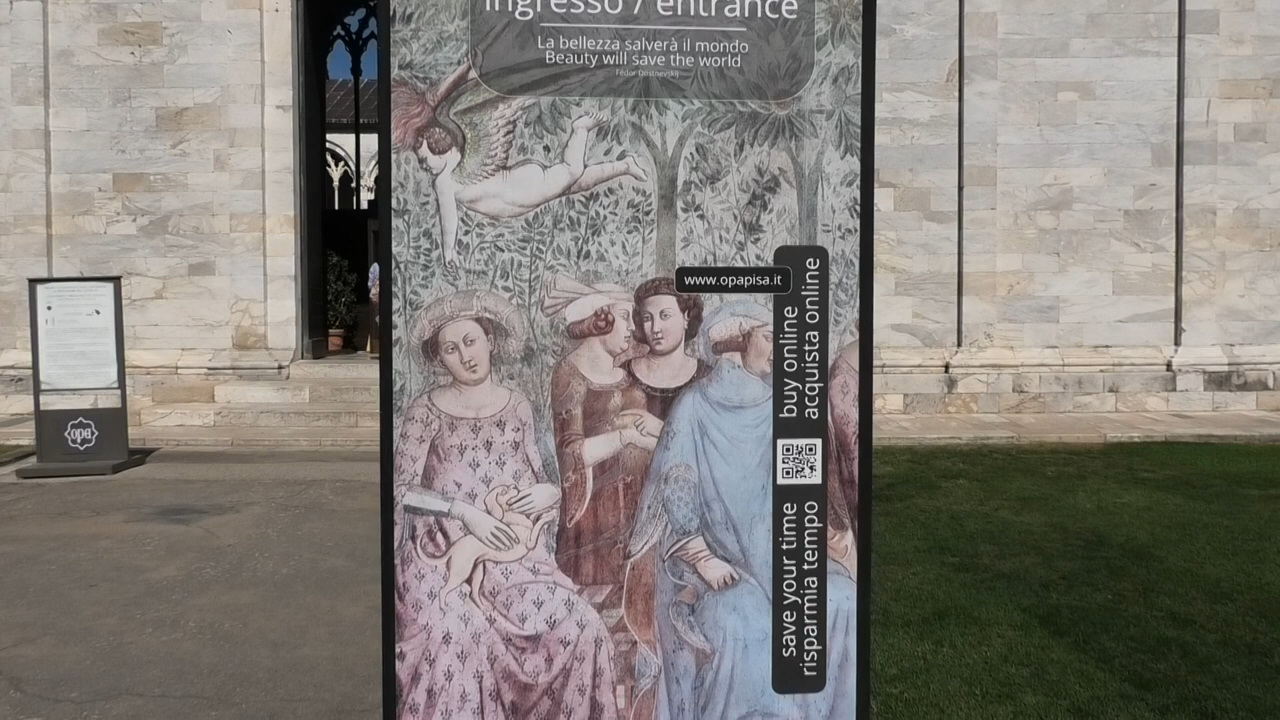 ingresso / entrance
La bellezza salverà il mondo
Beauty will save the world
Fëdor Dostoevskij
www.opapisa.it
buy online
acquista online
save your time
risparmia tempo
opa